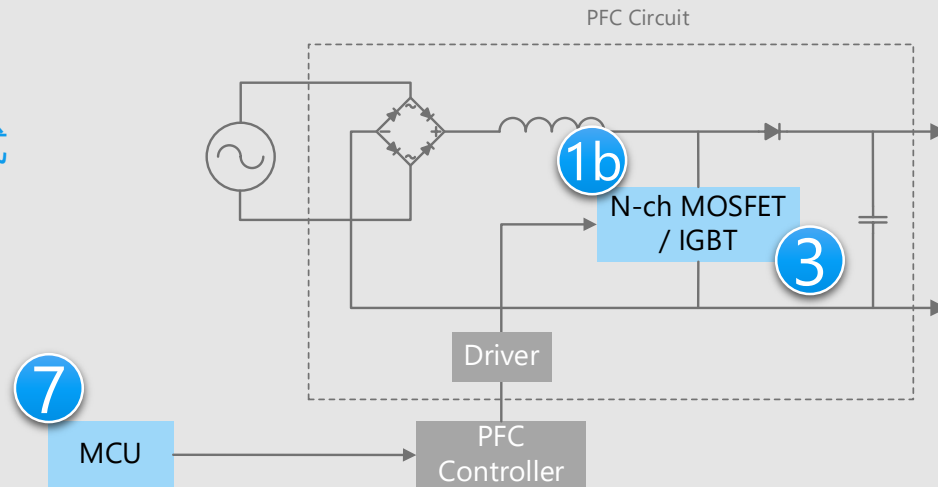 PFC Circuit
1b
N-ch MOSFET
/ IGBT
3
Driver
7
MCU
PFC
Controller